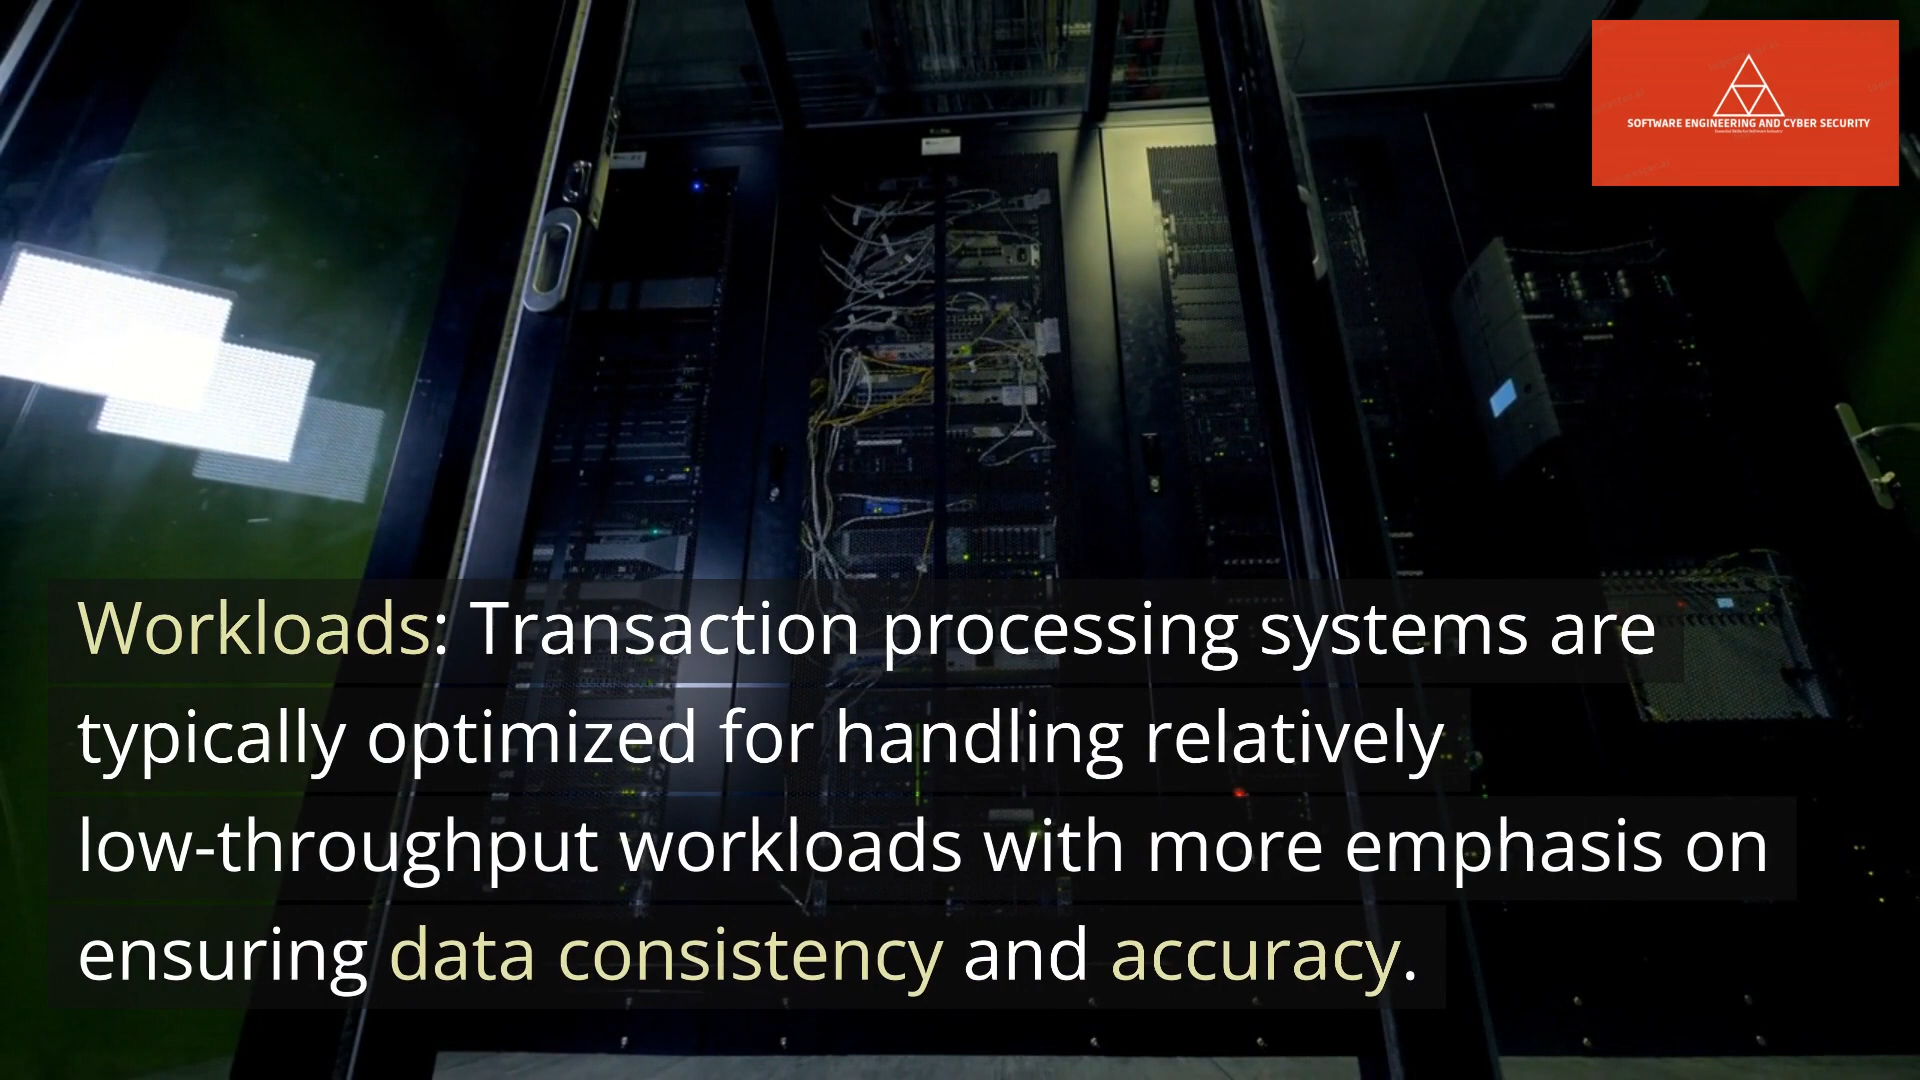 SOFTWARE ENGINEERING AND CYBER SECURITY
Workloads: Transaction processing systems are
typically optimized for handling relatively
low-throughput workloads with more emphasis on
ensuring data consistency and accuracy.